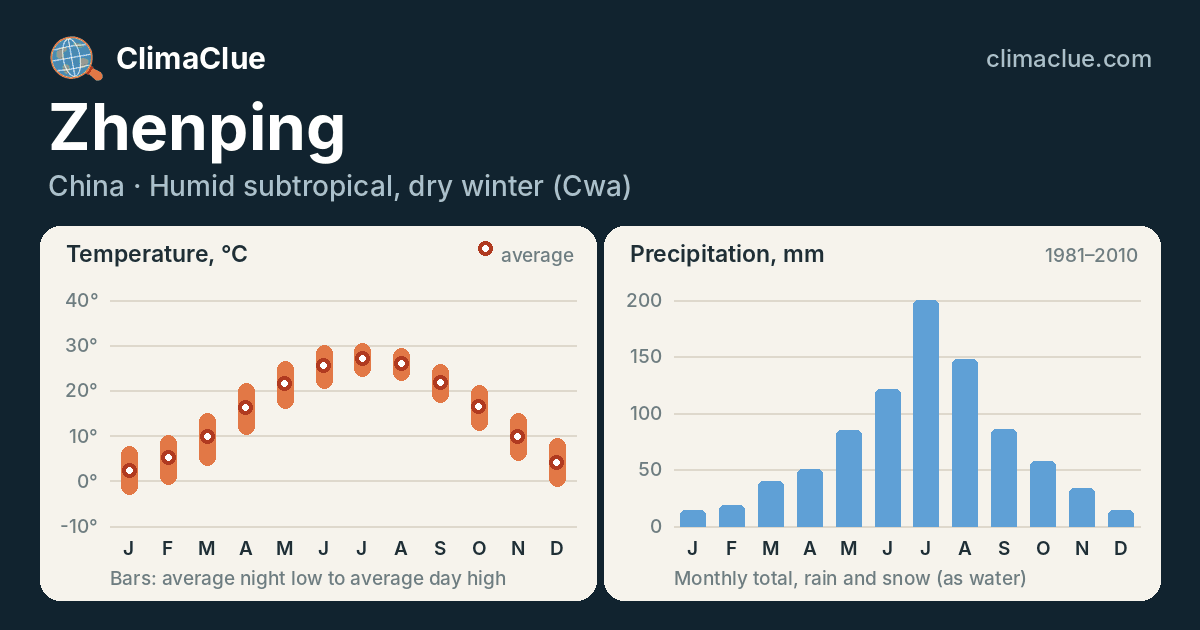 ClimaClue
climaclue.com
Zhenping
China · Humid subtropical, dry winter (Cwa)
Temperature, °C
average
40°
30°
20°
10°
0°
-10°
J F M A M J J A S O N D
Bars: average night low to average day high
Precipitation, mm
1981–2010
200
150
100
50
0
J F M A M J J A S O N D
Monthly total, rain and snow (as water)